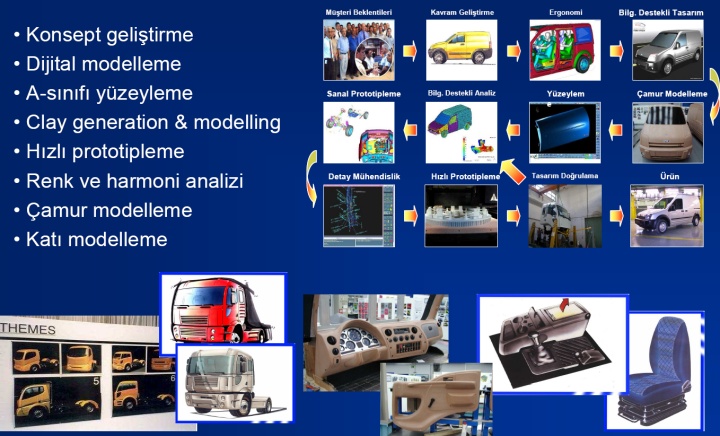 • Konsept geliştirme
• Dijital modelleme
• A-sınıfı yüzeyleme
• Clay generation & modelling
• Hızlı prototipleme
• Renk ve harmoni analizi
• Çamur modelleme
• Katı modelleme
Müşteri Beklentileri
Kavram Geliştirme
Ergonomi
Bilg. Destekli Tasarım
Sanal Prototipleme
Bilg. Destekli Analiz
Yüzeylem
Çamur Modelleme
Detay Mühendislik
Hızlı Prototipleme
Tasarım Doğrulama
Ürün
THEMES
5
6